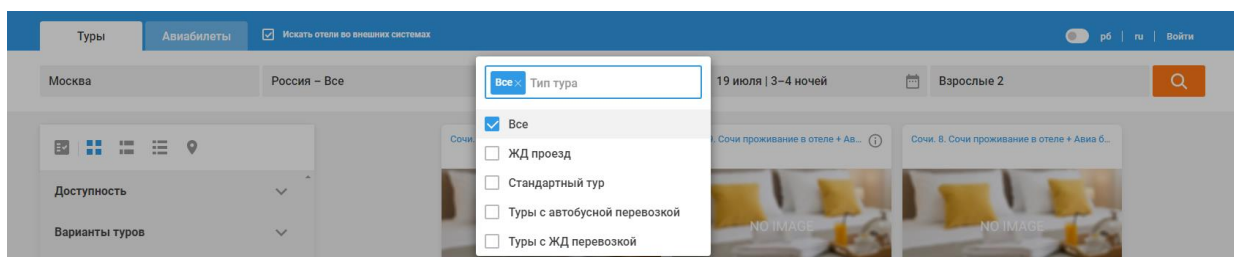 Туры
Авиабилеты
Искать отели во внешних системах
рб | ru | Войти
Москва
Россия – Все
Все × Тип тура
19 июля | 3–4 ночей
Взрослые 2
Все
ЖД проезд
Стандартный тур
Туры с автобусной перевозкой
Туры с ЖД перевозкой
Доступность
Варианты туров
Сочи.
. Сочи проживание в отеле + Ав...
Сочи. 8. Сочи проживание в отеле + Авиа б...
NO IMAGE
NO IMAGE